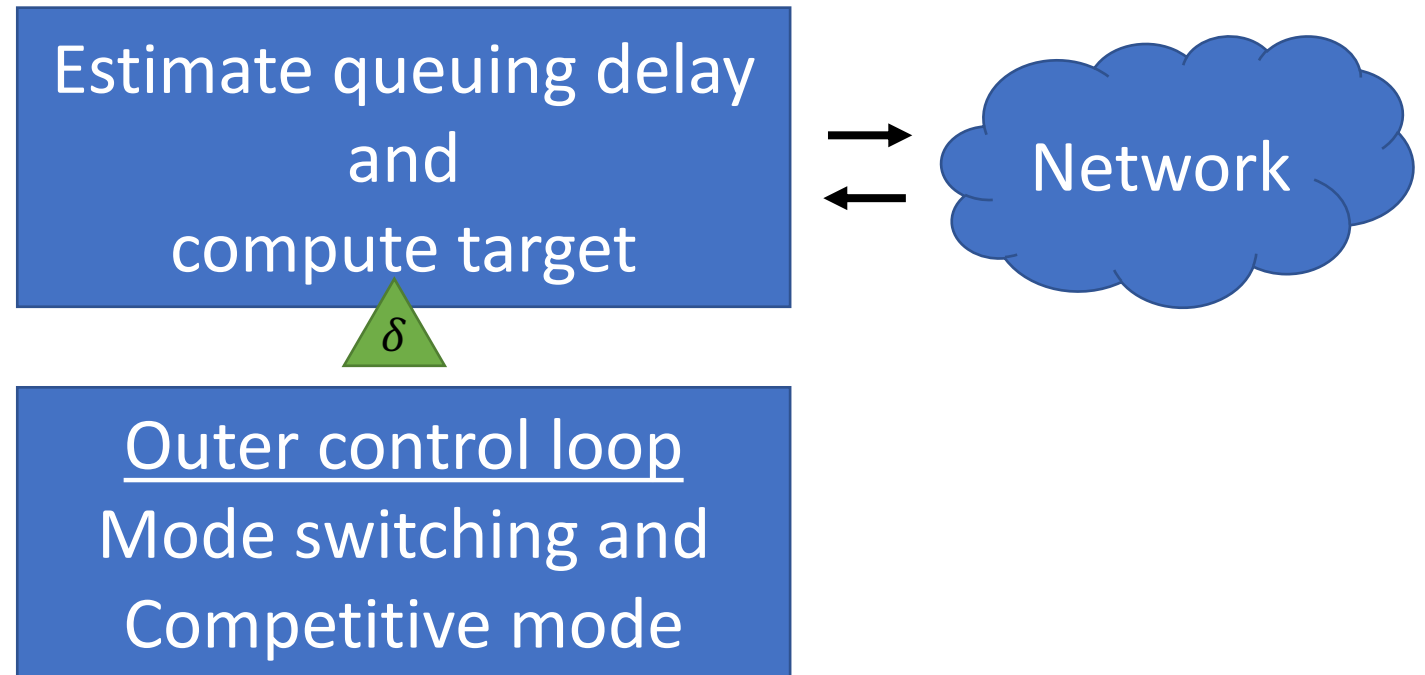 Estimate queuing delay
and
compute target
Network
δ
Outer control loop
Mode switching and
Competitive mode